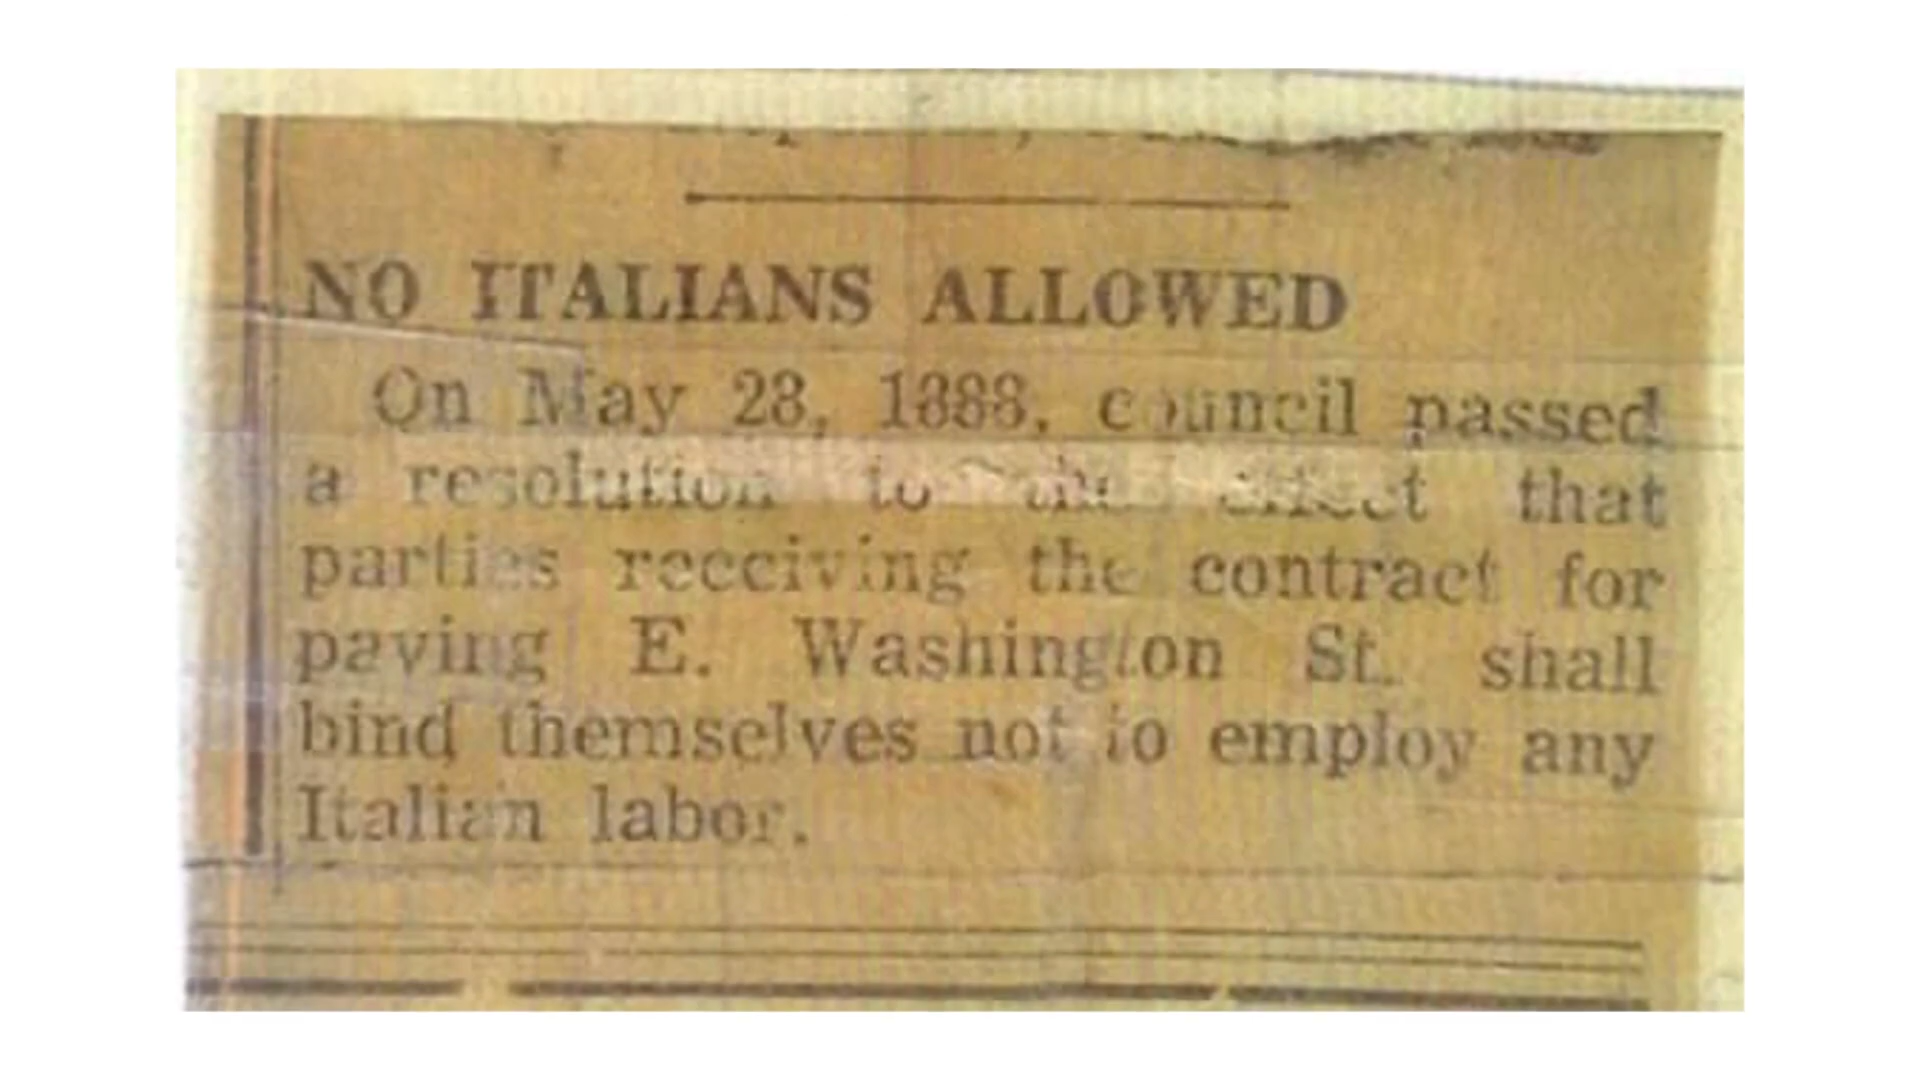 NO ITALIANS ALLOWED
On May 28, 1888, council passed
a resolution to the effect that
parties receiving the contract for
paving E. Washington St. shall
bind themselves not to employ any
Italian labor.